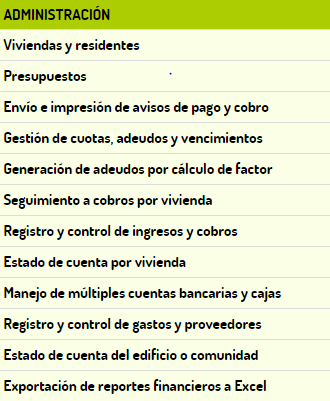 ADMINISTRACIÓN
Viviendas y residentes
Presupuestos
Envío e impresión de avisos de pago y cobro
Gestión de cuotas, adeudos y vencimientos
Generación de adeudos por cálculo de factor
Seguimiento a cobros por vivienda
Registro y control de ingresos y cobros
Estado de cuenta por vivienda
Manejo de múltiples cuentas bancarias y cajas
Registro y control de gastos y proveedores
Estado de cuenta del edificio o comunidad
Exportación de reportes financieros a Excel